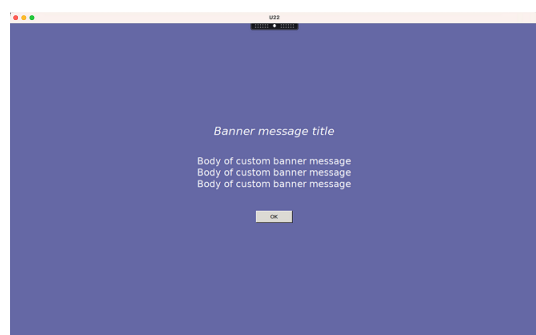 U22
Banner message title
Body of custom banner message
Body of custom banner message
Body of custom banner message
OK